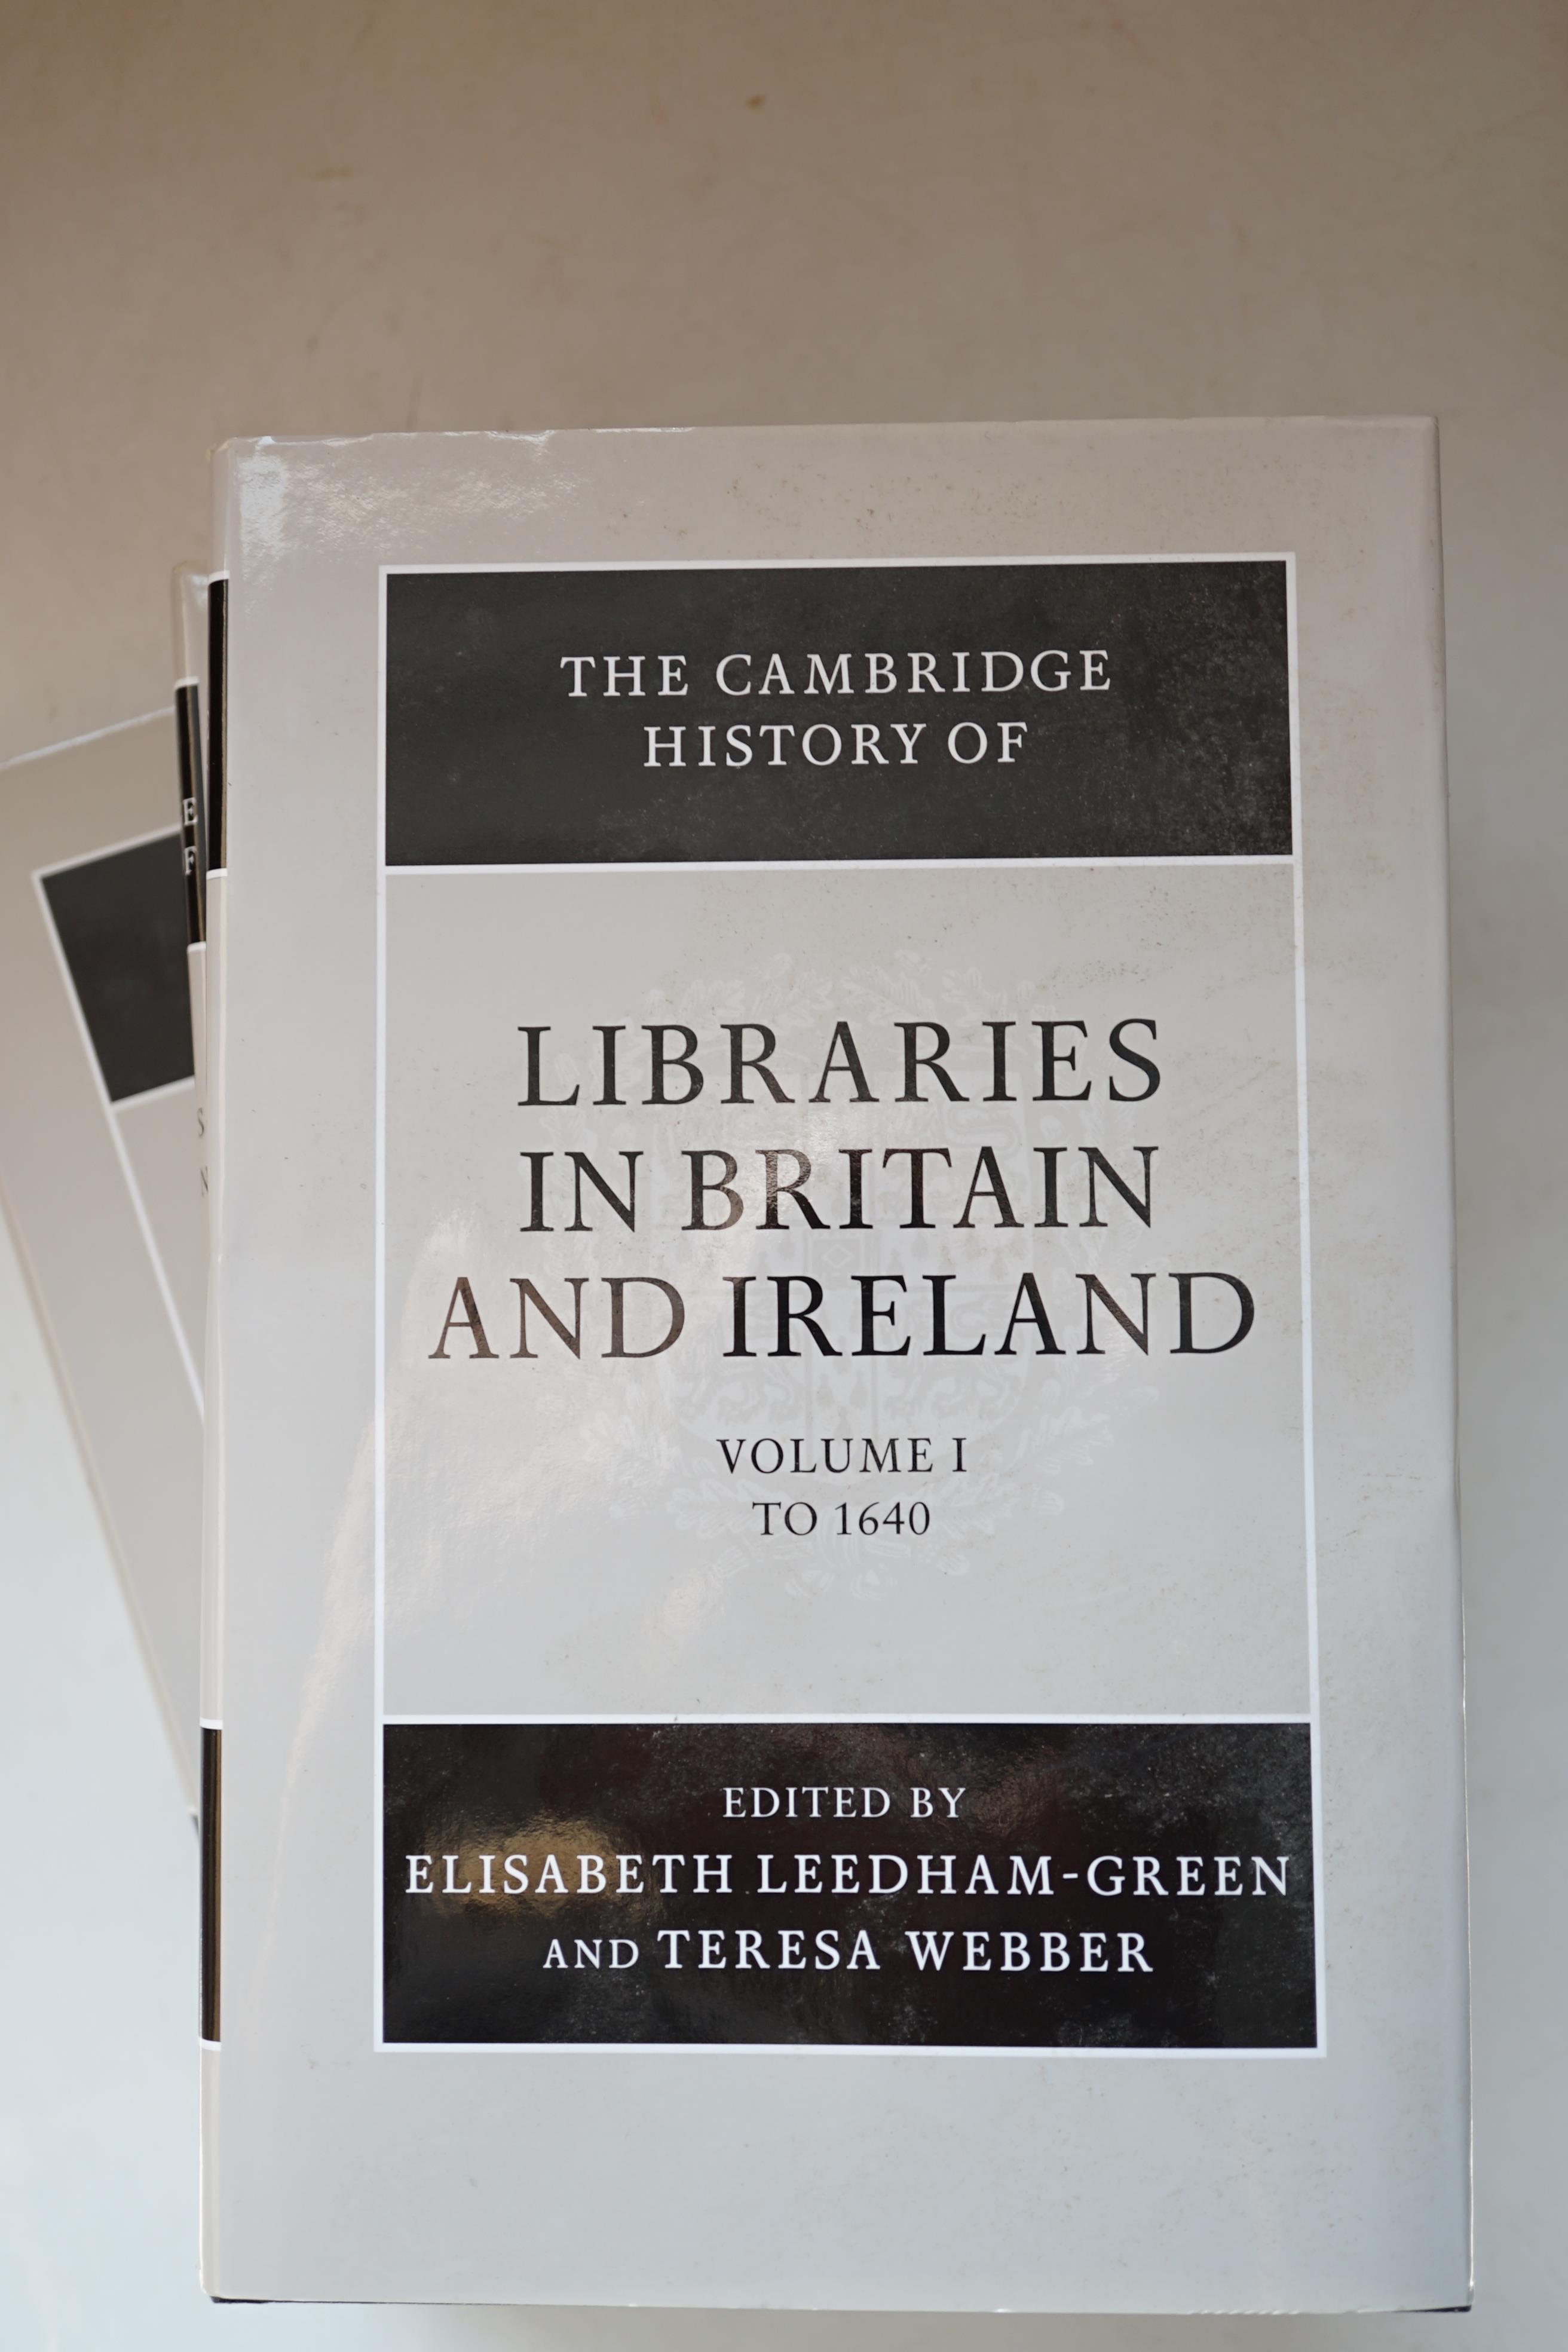 THE CAMBRIDGE
HISTORY OF
LIBRARIES
IN BRITAIN
AND IRELAND
VOLUME I
TO 1640
EDITED BY
ELISABETH LEEDHAM-GREEN
AND TERESA WEBBER